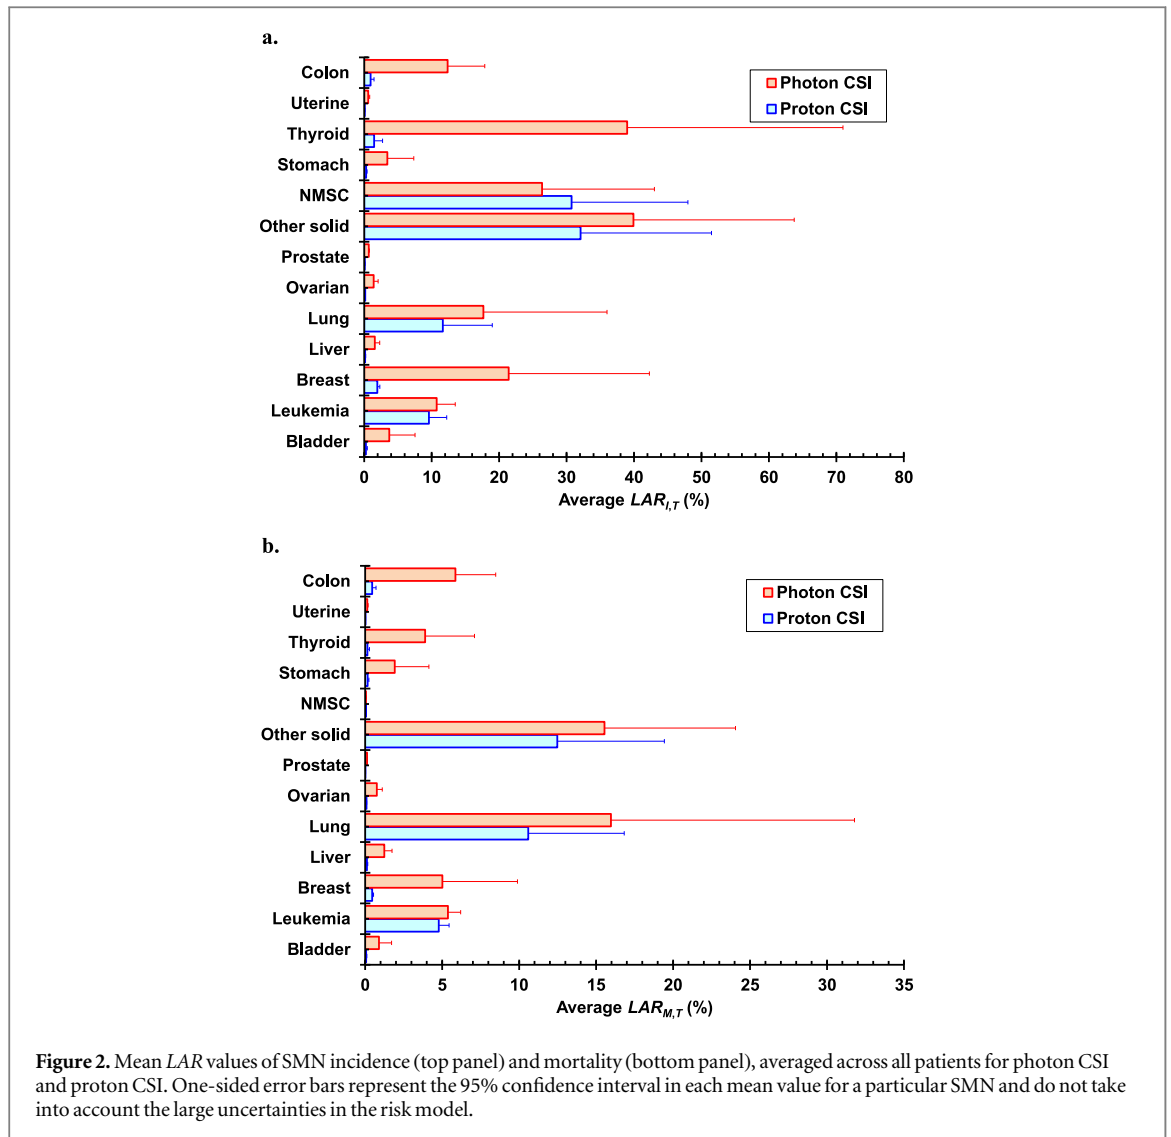 a.
Photon CSI
Proton CSI
Colon
Uterine
Thyroid
Stomach
NMSC
Other solid
Prostate
Ovarian
Lung
Liver
Breast
Leukemia
Bladder
0 10 20 30 40 50 60 70 80
Average LAR_{I,T} (%)
b.
Photon CSI
Proton CSI
Colon
Uterine
Thyroid
Stomach
NMSC
Other solid
Prostate
Ovarian
Lung
Liver
Breast
Leukemia
Bladder
0 5 10 15 20 25 30 35
Average LAR_{M,T} (%)
Figure 2. Mean LAR values of SMN incidence (top panel) and mortality (bottom panel), averaged across all patients for photon CSI
and proton CSI. One-sided error bars represent the 95% confidence interval in each mean value for a particular SMN and do not take
into account the large uncertainties in the risk model.